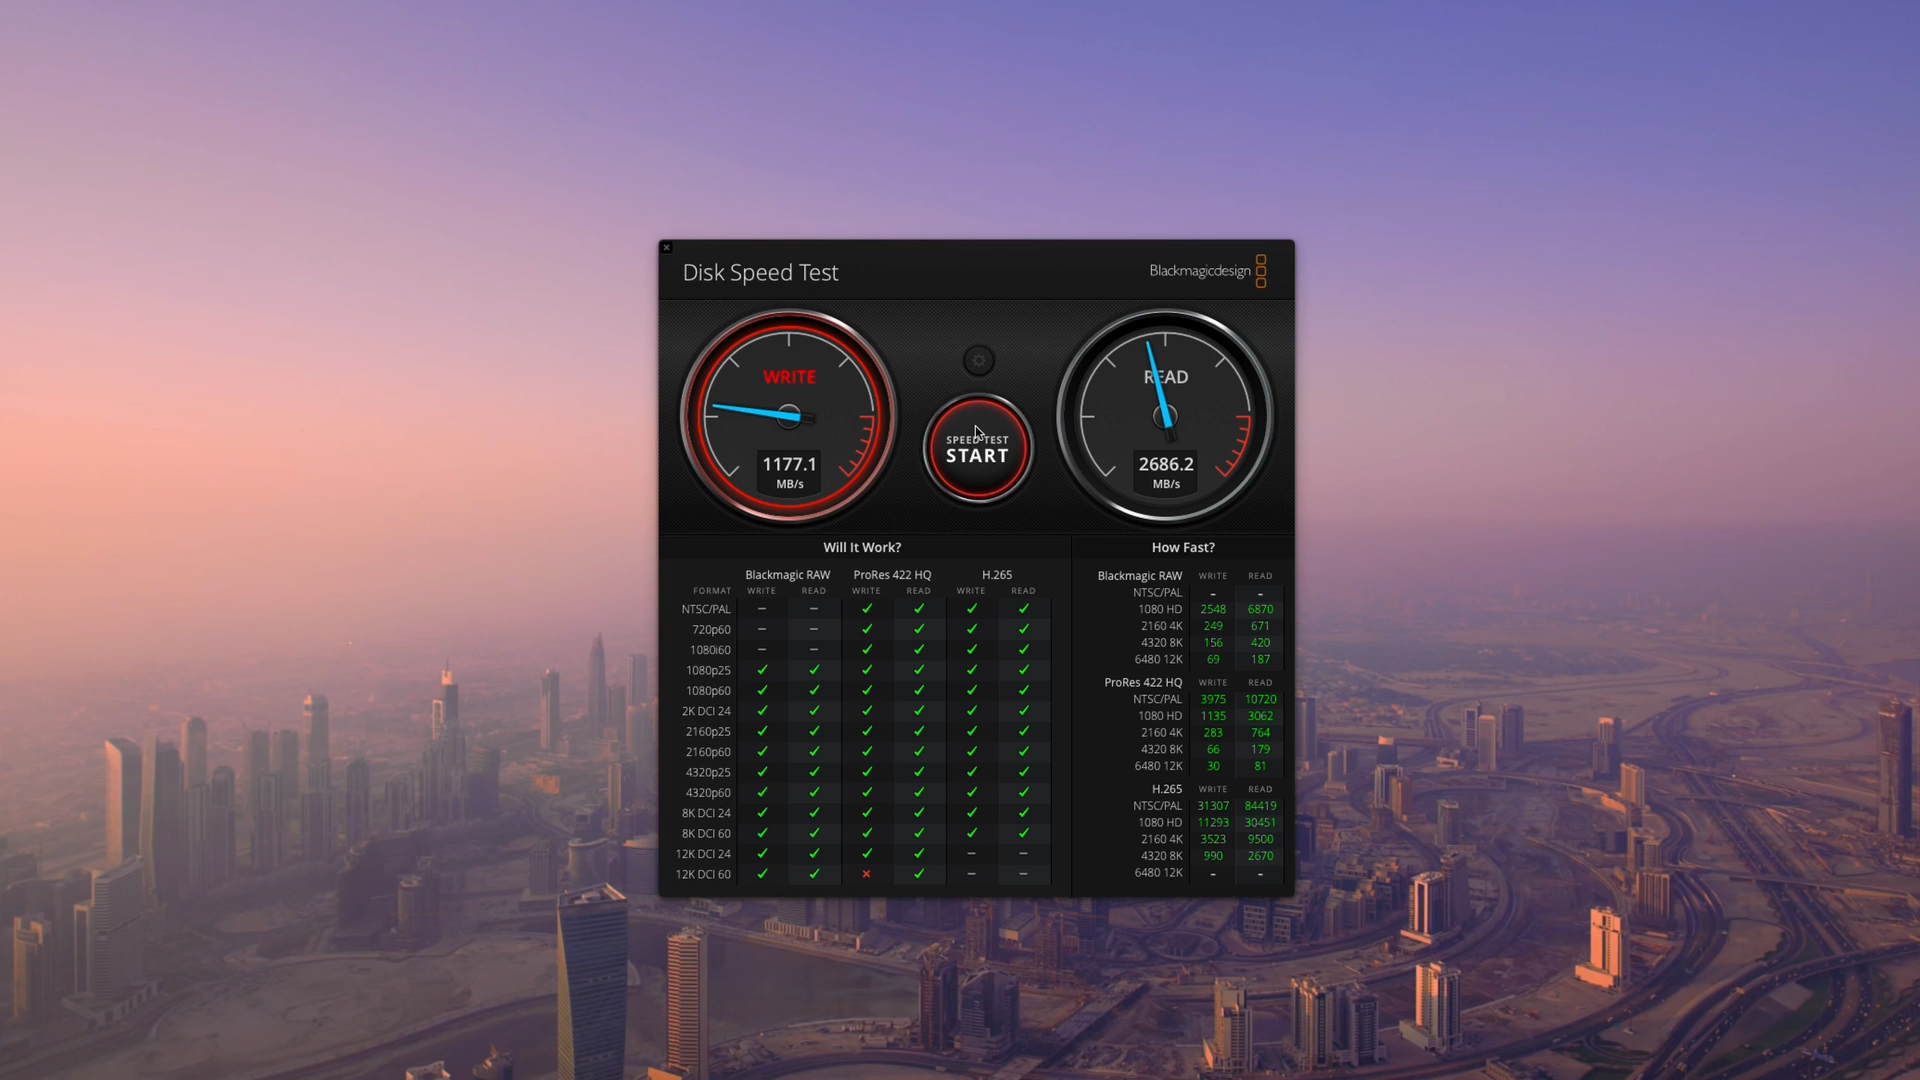 Disk Speed Test
Blackmagicdesign
WRITE
1177.1
MB/s
SPEED TEST
START
READ
2686.2
MB/s
Will It Work?
Blackmagic RAW ProRes 422 HQ H.265
FORMAT WRITE READ WRITE READ WRITE READ
NTSC/PAL – – ✓ ✓ ✓ ✓
720p60 – – ✓ ✓ ✓ ✓
1080i60 – – ✓ ✓ ✓ ✓
1080p25 ✓ ✓ ✓ ✓ ✓ ✓
1080p60 ✓ ✓ ✓ ✓ ✓ ✓
2K DCI 24 ✓ ✓ ✓ ✓ ✓ ✓
2160p25 ✓ ✓ ✓ ✓ ✓ ✓
2160p60 ✓ ✓ ✓ ✓ ✓ ✓
4320p25 ✓ ✓ ✓ ✓ ✓ ✓
4320p60 ✓ ✓ ✓ ✓ ✓ ✓
8K DCI 24 ✓ ✓ ✓ ✓ ✓ ✓
8K DCI 60 ✓ ✓ ✓ ✓ ✓ ✓
12K DCI 24 ✓ ✓ ✓ ✓ – –
12K DCI 60 ✓ ✓ × ✓ – –
How Fast?
Blackmagic RAW WRITE READ
NTSC/PAL - -
1080 HD 2548 6870
2160 4K 249 671
4320 8K 156 420
6480 12K 69 187
ProRes 422 HQ WRITE READ
NTSC/PAL 3975 10720
1080 HD 1135 3062
2160 4K 283 764
4320 8K 66 179
6480 12K 30 81
H.265 WRITE READ
NTSC/PAL 31307 84419
1080 HD 11293 30451
2160 4K 3523 9500
4320 8K 990 2670
6480 12K - -